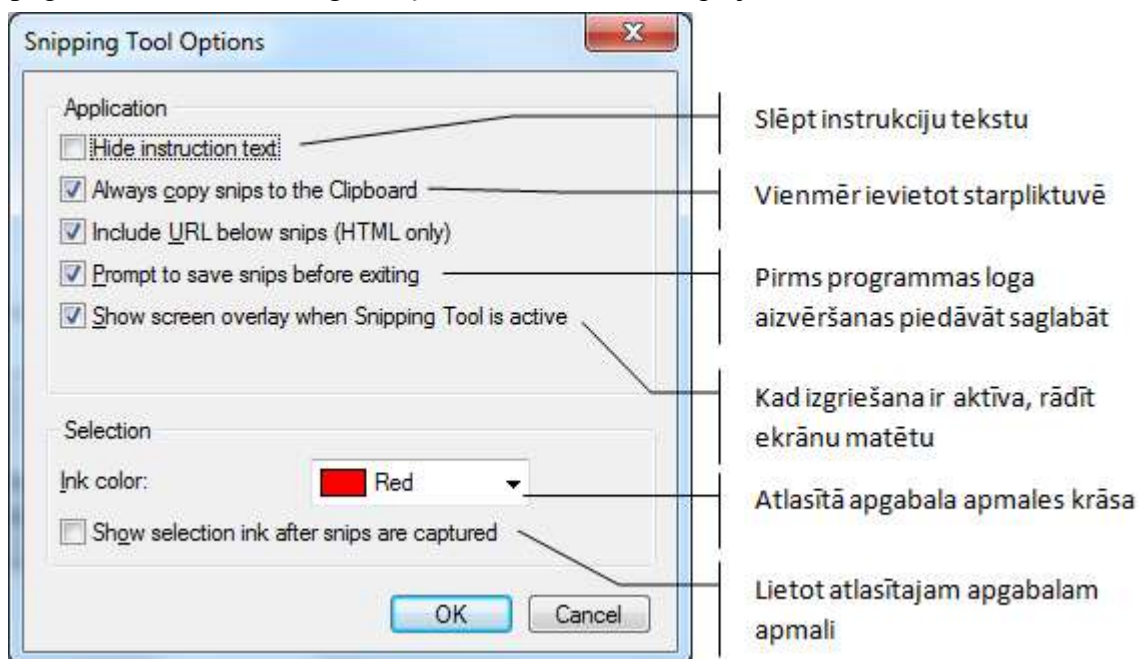 Snipping Tool Options
Application
Hide instruction text
Always copy snips to the Clipboard
Include URL below snips (HTML only)
Prompt to save snips before exiting
Show screen overlay when Snipping Tool is active
Selection
Ink color:
Red
Show selection ink after snips are captured
OK
Cancel
Slēpt instrukciju tekstu
Vienmēr ievietot starpliktuvē
Pirms programmas loga
aizvēršanas piedāvāt saglabāt
Kad izgriešana ir aktīva, rādīt
ekrānu matētu
Atlasītā apgabala apmales krāsa
Lietot atlasītajam apgabalam
apmali